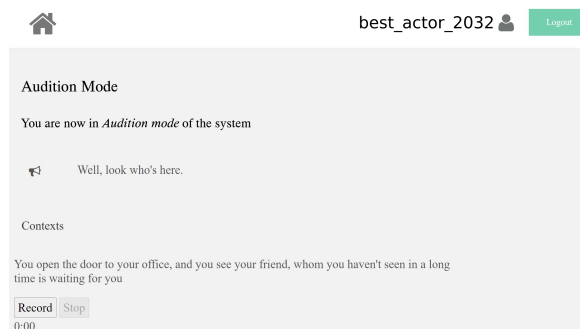 best_actor_2032
Logout
Audition Mode
You are now in Audition mode of the system
Well, look who's here.
Contexts
You open the door to your office, and you see your friend, whom you haven't seen in a long
time is waiting for you
Record Stop
0:00